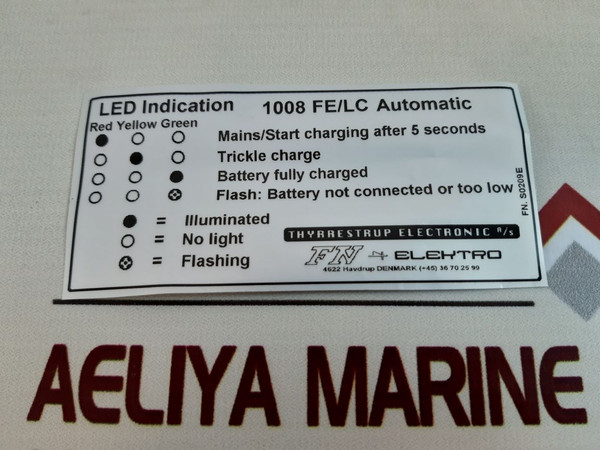 LED Indication 1008 FE/LC Automatic
Red Yellow Green
Mains/Start charging after 5 seconds
Trickle charge
Battery fully charged
Flash: Battery not connected or too low
= Illuminated
= No light
= Flashing
THYRRESTRUP ELECTRONIC A/s
FN ELEKTRO
4622 Havdrup DENMARK (+45) 36 70 25 99
FN. S0209E
AELIYA MARINE